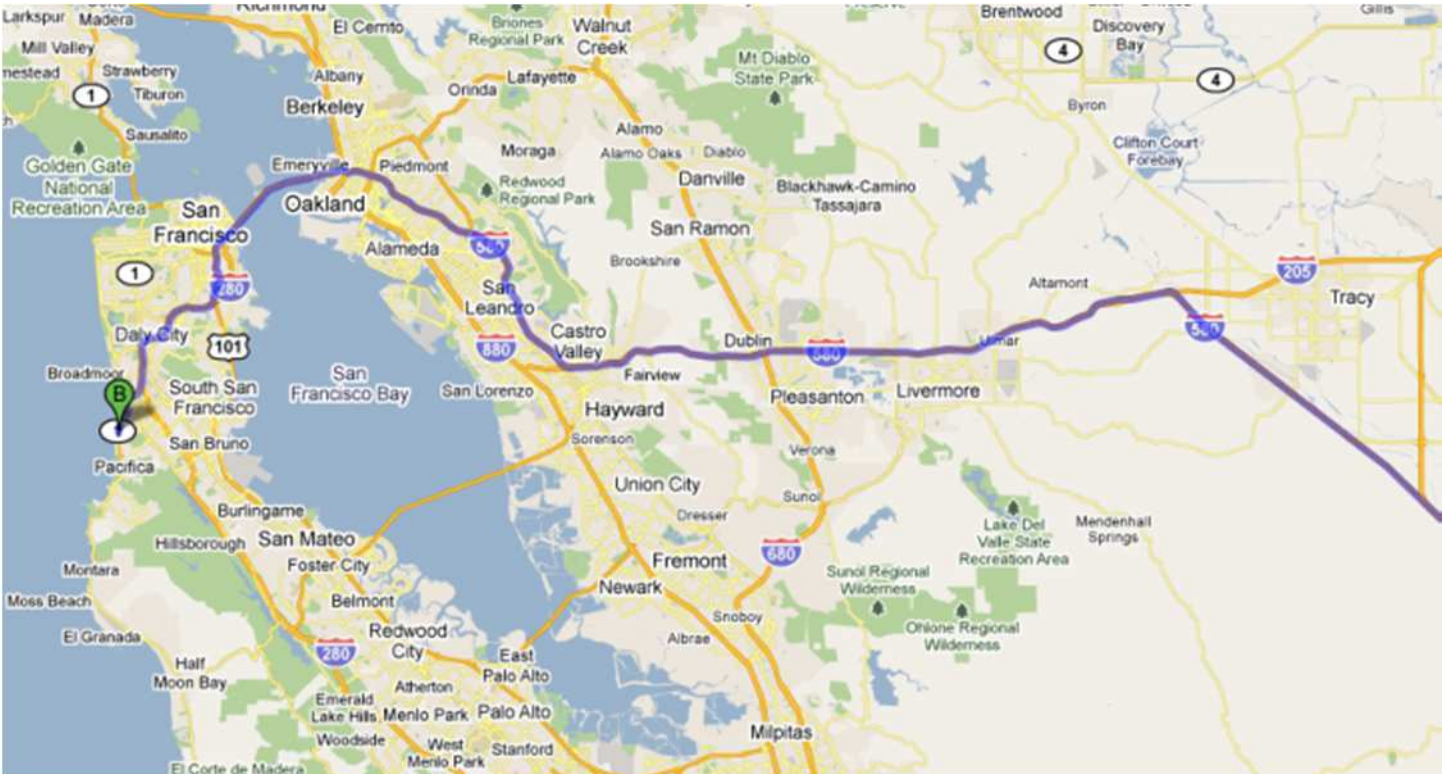 Larkspur
Madera
Richmond
El Cerrito
Briones
Regional Park
Walnut
Creek
Brentwood
Discovery
Bay
Mill Valley
Strawberry
Tiburon
Albany
Berkeley
Orinda
Lafayette
Mt Diablo
State Park
4
4
Byron
1
Sausalito
Alamo
Alamo Oaks
Diablo
Moraga
Clifton Court
Forebay
Golden Gate
National
Recreation Area
Emeryville
Piedmont
Redwood
Regional Park
Danville
Blackhawk-Camino
Tassajara
San
Francisco
Oakland
Alameda
San Ramon
Brookshire
1
280
580
San
Leandro
Altamont
205
Tracy
Daly City
101
880
Castro
Valley
Dublin
580
Ulmar
580
Broadmoor
B
South San
Francisco
San
Francisco Bay
San Lorenzo
Fairview
Hayward
Pleasanton
Livermore
San Bruno
Sorenson
Verona
Pacifica
Union City
Sunol
Burlingame
Dresser
Lake Del
Valle State
Recreation Area
Mendenhall
Springs
Hillsborough
San Mateo
Foster City
Fremont
680
Montara
Moss Beach
Belmont
Newark
Sunol Regional
Wilderness
Snoboy
El Granada
Redwood
City
Albrae
Ohlone Regional
Wilderness
280
Half
Moon Bay
East
Palo Alto
Atherton
Emerald
Lake Hills
Menlo Park
Palo Alto
Woodside
West
Menlo Park
Stanford
Milpitas
El Corte de Madera